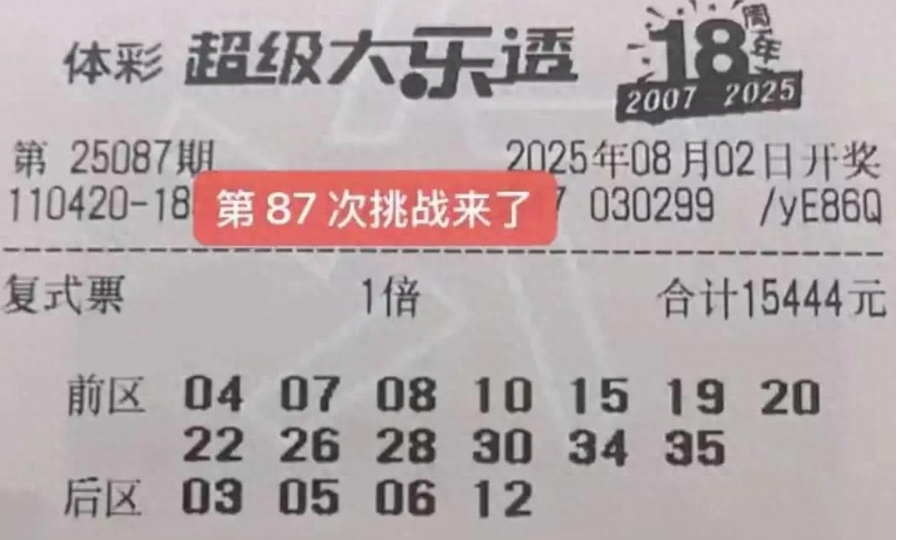 体彩 超级大乐透 18周年
2007 2025
第 25087期 2025年08月02日开奖
110420-18 第 87 次挑战来了 7 030299 /yE86Q
复式票 1倍 合计15444元
前区 04 07 08 10 15 19 20
22 26 28 30 34 35
后区 03 05 06 12